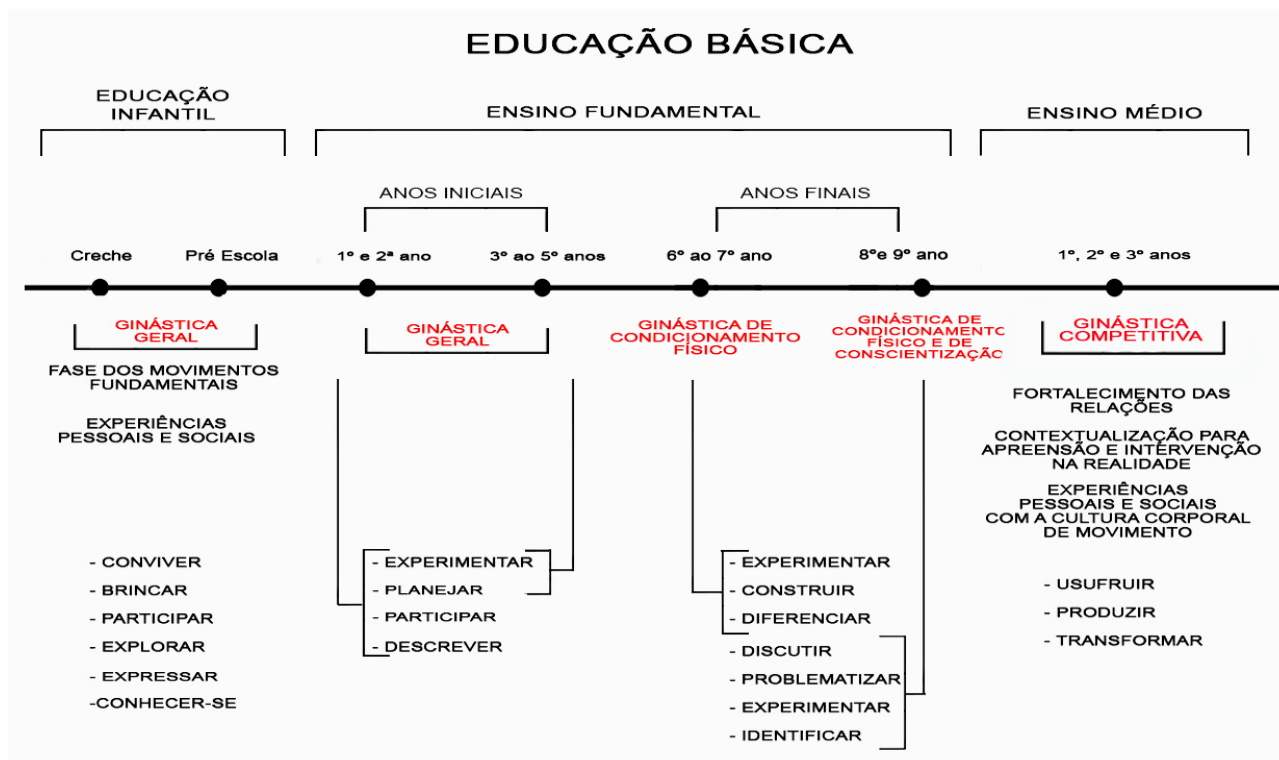 EDUCAÇÃO BÁSICA
EDUCAÇÃO
INFANTIL
ENSINO FUNDAMENTAL
ENSINO MÉDIO
ANOS INICIAIS
ANOS FINAIS
Creche
Pré Escola
1º e 2ª ano
3º ao 5º anos
6º ao 7º ano
8ºe 9º ano
1º, 2º e 3º anos
GINÁSTICA
GERAL
GINÁSTICA
GERAL
GINÁSTICA DE
CONDICIONAMENTO
FÍSICO
GINÁSTICA DE
CONDICIONAMENTO
FÍSICO E DE
CONSCIENTIZAÇÃO
GINÁSTICA
COMPETITIVA
FASE DOS MOVIMENTOS
FUNDAMENTAIS
EXPERIÊNCIAS
PESSOAIS E SOCIAIS
FORTALECIMENTO DAS
RELAÇÕES
CONTEXTUALIZAÇÃO PARA
APREENSÃO E INTERVENÇÃO
NA REALIDADE
EXPERIÊNCIAS
PESSOAIS E SOCIAIS
COM A CULTURA CORPORAL
DE MOVIMENTO
- CONVIVER
- BRINCAR
- PARTICIPAR
- EXPLORAR
- EXPRESSAR
-CONHECER-SE
- EXPERIMENTAR
- PLANEJAR
- PARTICIPAR
- DESCREVER
- EXPERIMENTAR
- CONSTRUIR
- DIFERENCIAR
- DISCUTIR
- PROBLEMATIZAR
- EXPERIMENTAR
- IDENTIFICAR
- USUFRUIR
- PRODUZIR
- TRANSFORMAR